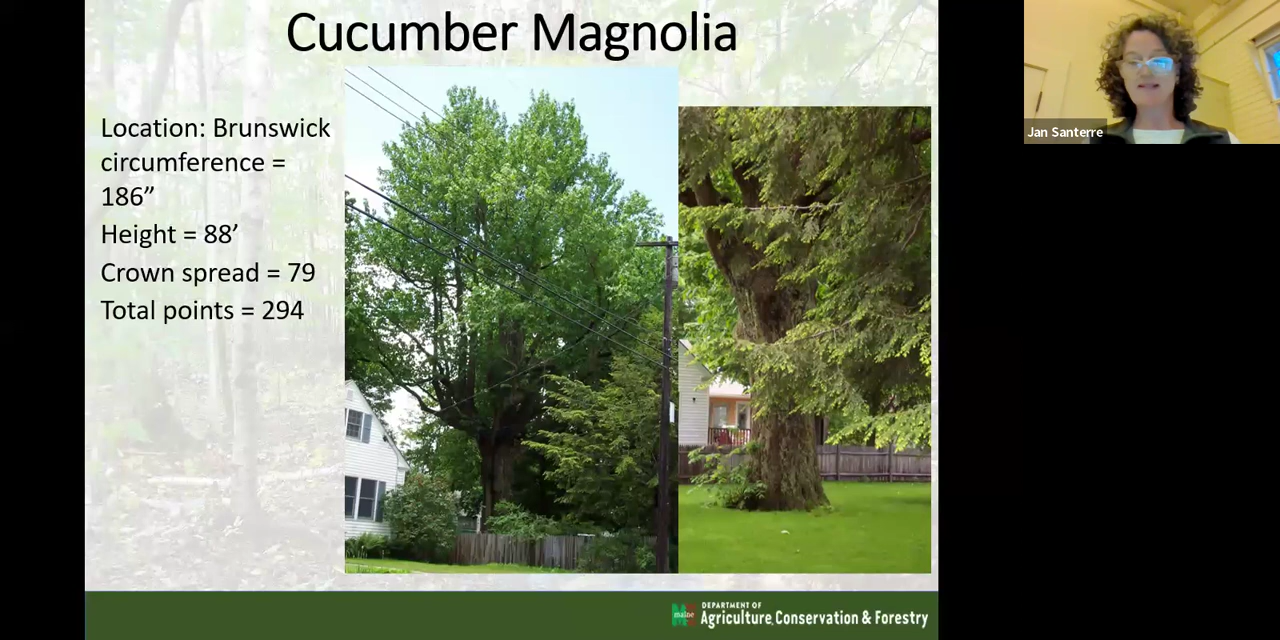 Cucumber Magnolia
Location: Brunswick
circumference =
186”
Height = 88’
Crown spread = 79
Total points = 294
Jan Santerre
maine
DEPARTMENT OF
Agriculture, Conservation & Forestry